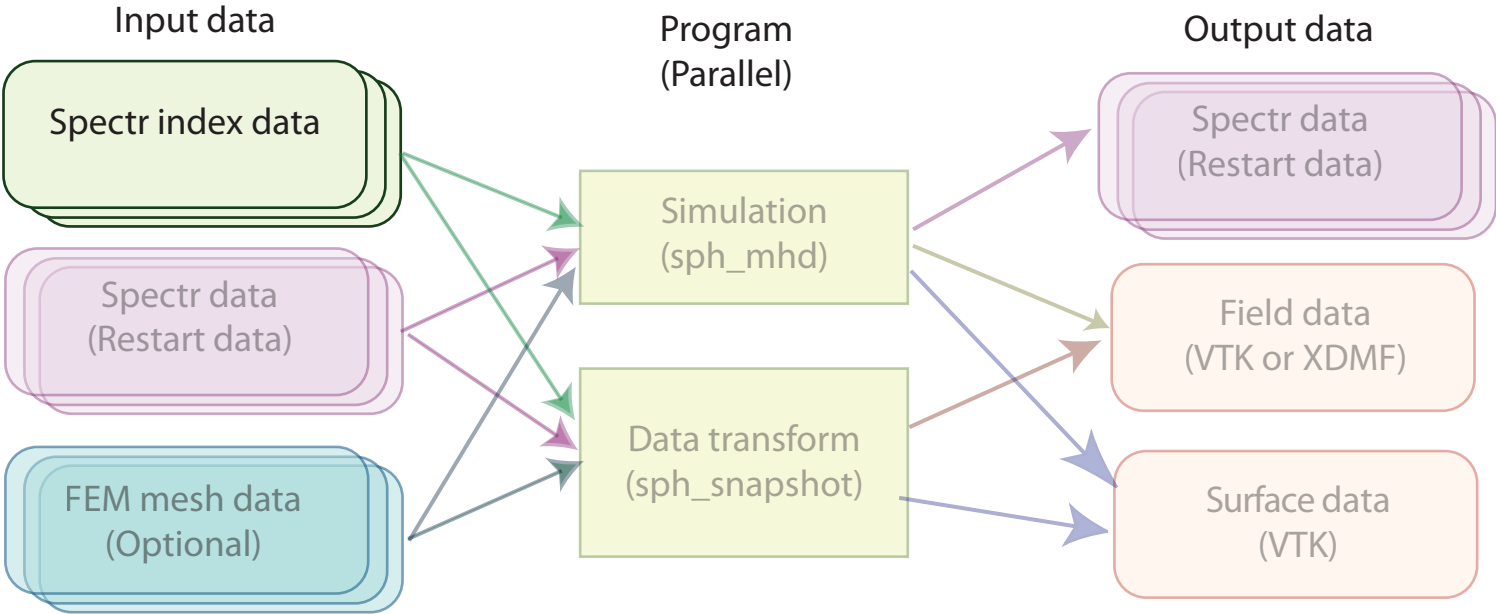 Input data
Program
(Parallel)
Output data
Spectr index data
Spectr data
(Restart data)
FEM mesh data
(Optional)
Simulation
(sph_mhd)
Data transform
(sph_snapshot)
Spectr data
(Restart data)
Field data
(VTK or XDMF)
Surface data
(VTK)